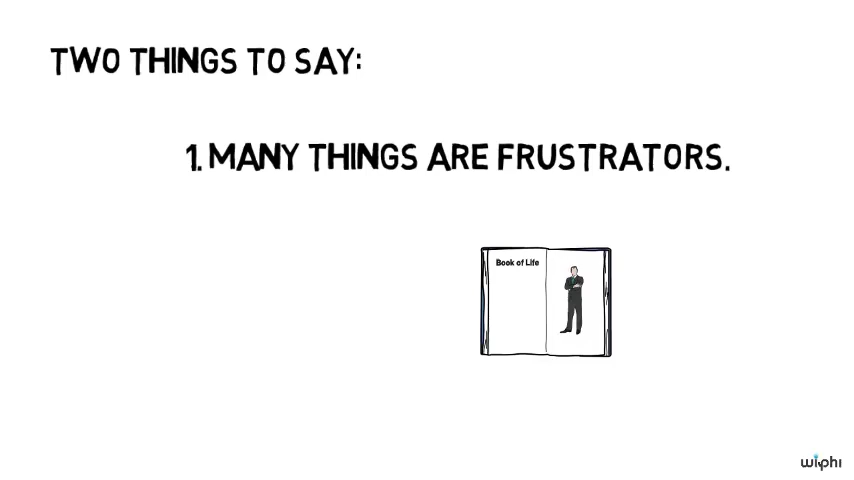 TWO THINGS TO SAY:
1. MANY THINGS ARE FRUSTRATORS.
Book of Life
wiphi